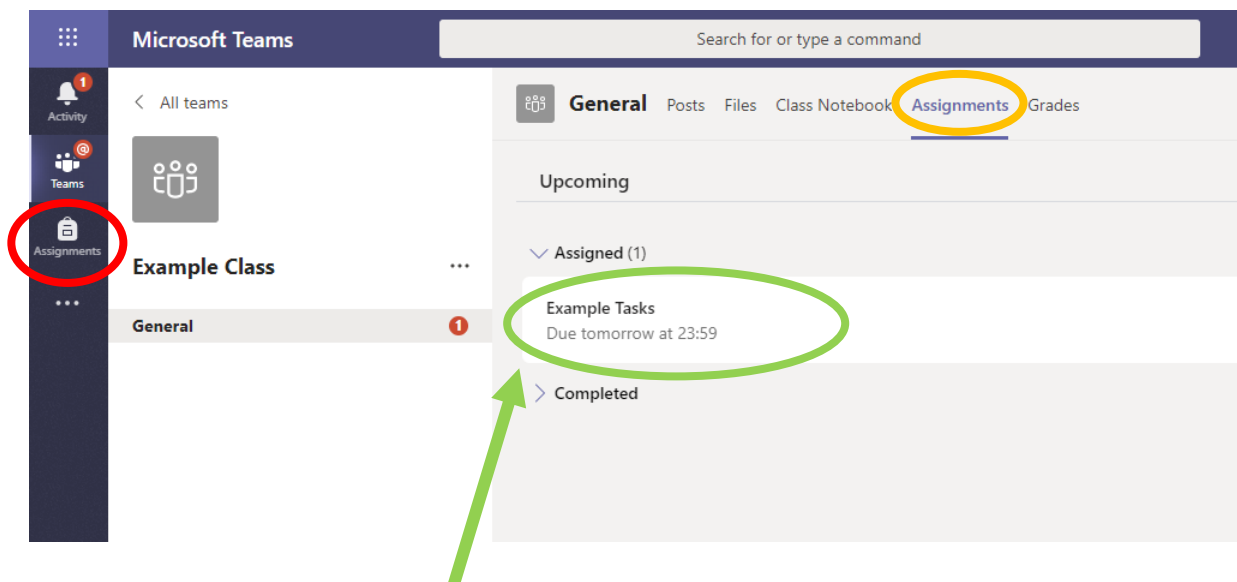 Microsoft Teams
Search for or type a command
1
Activity
@
Teams
Assignments
All teams
Example Class
General
1
General Posts Files Class Notebook Assignments Grades
Upcoming
Assigned (1)
Example Tasks
Due tomorrow at 23:59
Completed